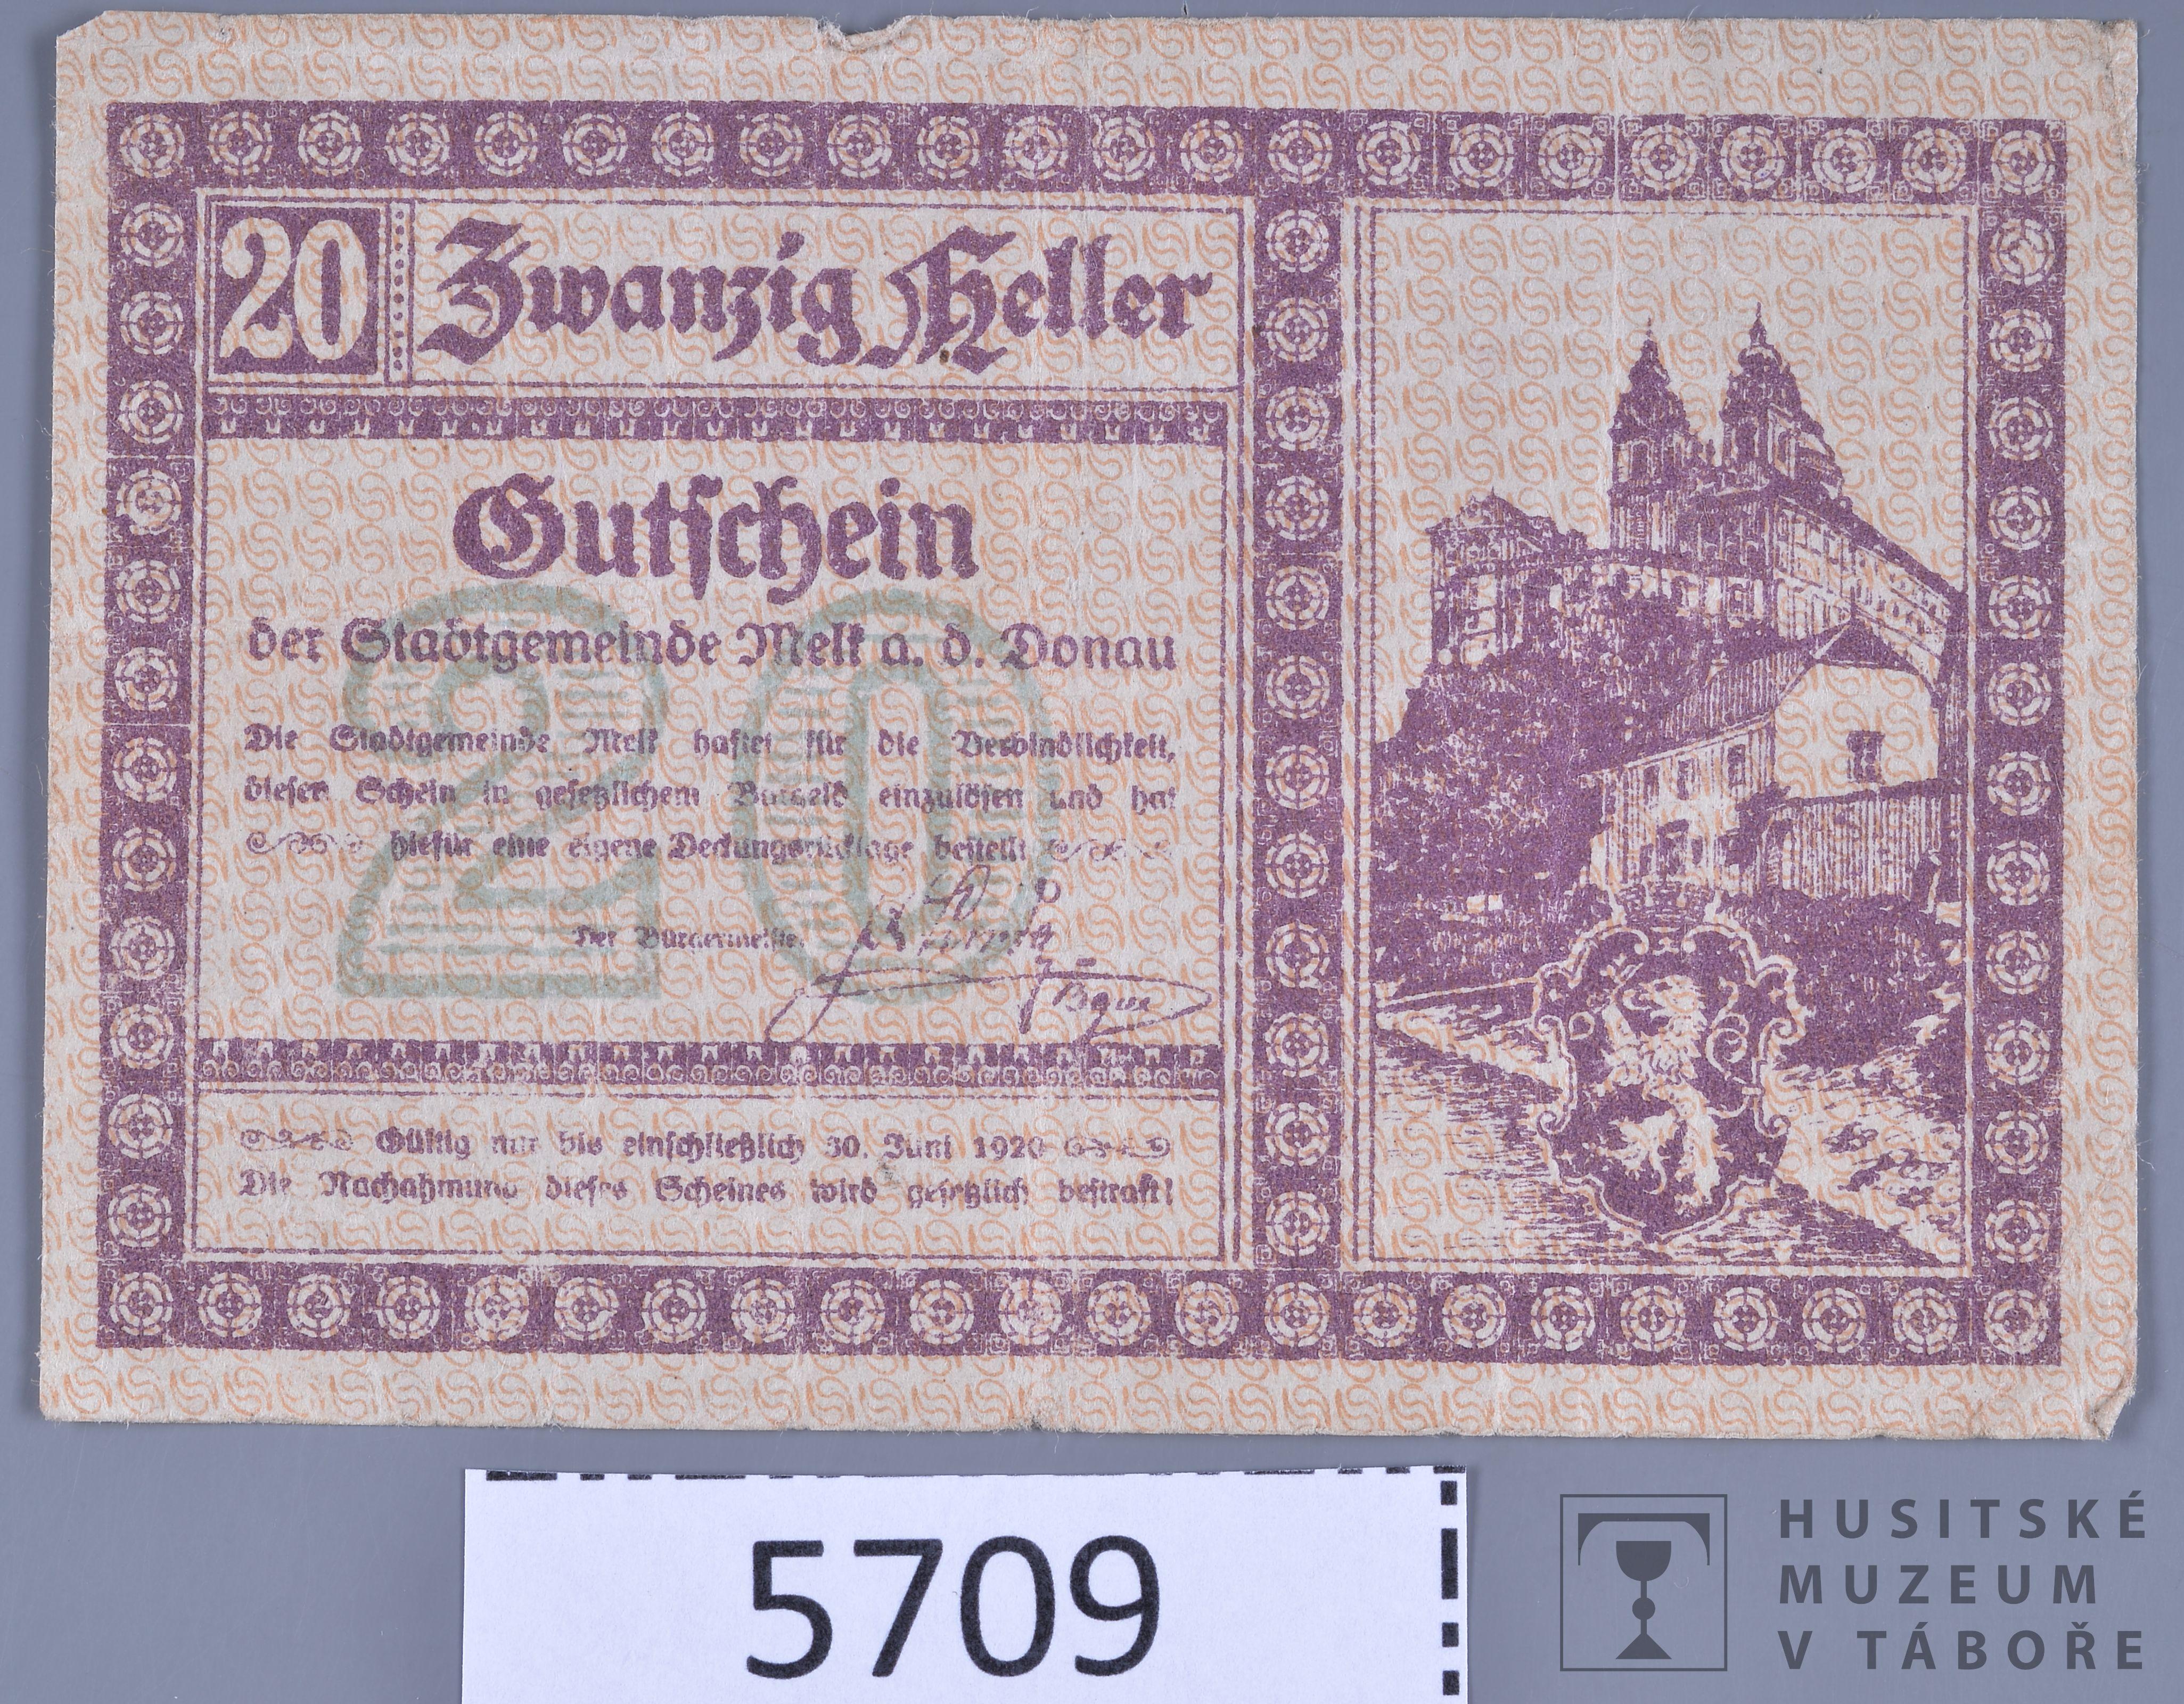 20 Zwanzig Heller
Gutschein
der Stadtgemeinde Melk a. d. Donau
20
Die Stadtgemeinde Melk haftet für die Verbindlichkeit,
diesen Schein in gesetzlichem Bargeld einzulösen und hat
hiefür eine eigene Deckungsrücklage bestellt
Der Bürgermeister
Gültig nur bis einschließlich 30. Juni 1920
Die Nachahmung dieses Scheines wird gesetzlich bestraft!
5709
HUSITSKÉ
MUZEUM
V TÁBOŘE